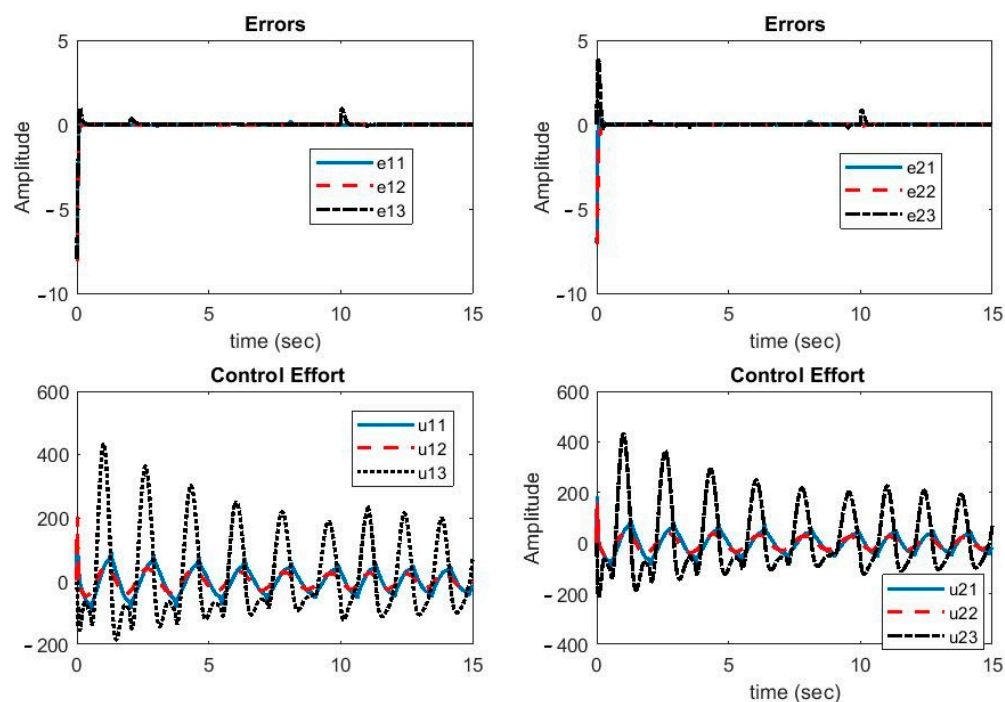 Errors
5
0
-5
-10
Amplitude
e11
e12
e13
0
5
10
15
time (sec)
Errors
5
0
-5
-10
Amplitude
e21
e22
e23
0
5
10
15
time (sec)
Control Effort
600
400
200
0
-200
u11
u12
u13
0
5
10
15
Control Effort
600
400
200
0
-200
-400
Amplitude
u21
u22
u23
0
5
10
15
time (sec)